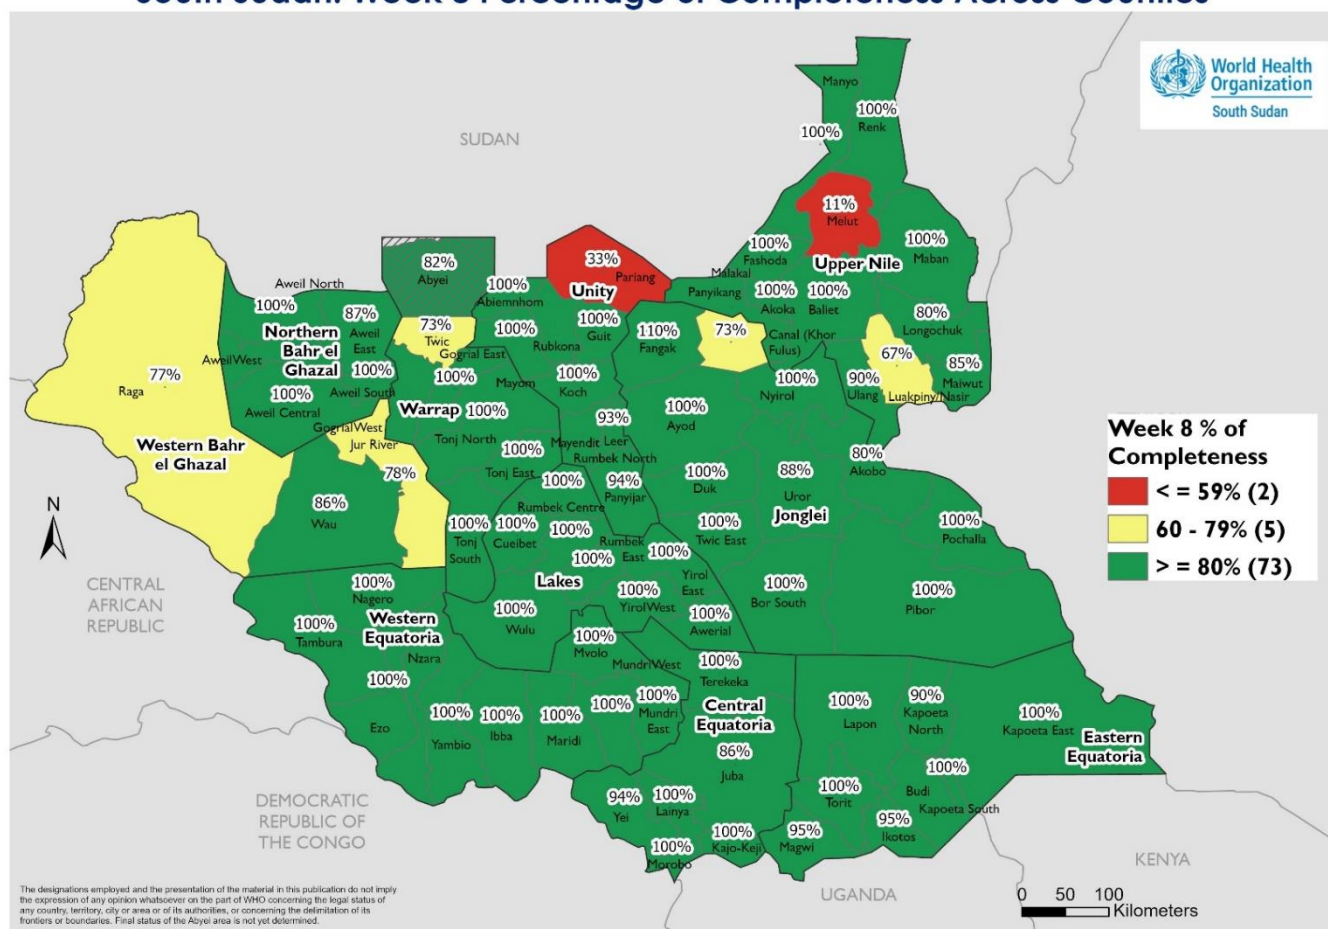 South Sudan: Week 8 Percentage of Completeness Across Counties
World Health
Organization
South Sudan
SUDAN
Manyo
100%
Renk
100%
11%
Melut
100%
Fashoda
Upper Nile
100%
Maban
33%
Pariang
Unity
82%
Abyei
Malakal
Panyikang
100%
Akoka
100%
Baliet
Aweil North
100%
87%
Aweil
East
Northern
Bahr el
Ghazal
AweilWest
100%
Aweil South
100%
Aweil Central
100%
Abiemnhom
73%
Twic
Gogrial East
100%
100%
Rubkona
100%
Guit
110%
Fangak
73%
Canal (Khor
Fulus)
80%
Longochuk
67%
Luakpiny/Nasir
85%
Maiwut
90%
Ulang
77%
Raga
Mayom
100%
Koch
100%
Nyirol
Warrap
100%
Tonj North
GogrialWest
Jur River
78%
Western Bahr
el Ghazal
93%
Mayendit Leer
Rumbek North
100%
Ayod
80%
Akobo
100%
Tonj East
100%
Rumbek Centre
94%
Panyijar
100%
Duk
88%
Uror
Jonglei
86%
Wau
N
100%
Tonj
South
100%
Cueibet
100%
Rumbek
East
100%
100%
Yirol
East
100%
Twic East
100%
Pochalla
Lakes
100%
YirolWest
100%
Bor South
100%
Pibor
100%
Wulu
100%
Awerial
CENTRAL
AFRICAN
REPUBLIC
100%
Nagero
Western
Equatoria
100%
Tambura
Nzara
100%
Mvolo
MundriWest
100%
Terekeka
100%
Ezo
100%
Yambio
100%
Ibba
100%
Maridi
100%
100%
Mundri
East
Central
Equatoria
86%
Juba
100%
Lapon
90%
Kapoeta
North
100%
Kapoeta East
Eastern
Equatoria
100%
Budi
Kapoeta South
100%
Torit
94%
Yei
100%
Lainya
95%
Magwi
95%
Ikotos
100%
Morobo
100%
Kajo-Keji
DEMOCRATIC
REPUBLIC OF
THE CONGO
UGANDA
KENYA
Week 8 % of
Completeness
< = 59% (2)
60 - 79% (5)
> = 80% (73)
0 50 100
Kilometers
The designations employed and the presentation of the material in this publication do not imply
the expression of any opinion whatsoever on the part of WHO concerning the legal status of
any country, territory, city or area or of its authorities, or concerning the delimitation of its
frontiers or boundaries. Final status of the Abyei area is not yet determined.